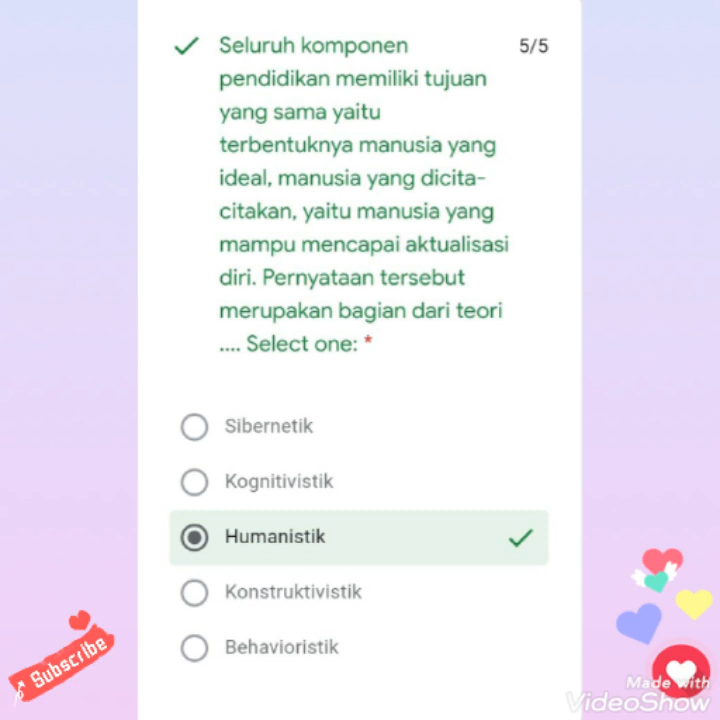 Seluruh komponen 5/5
pendidikan memiliki tujuan
yang sama yaitu
terbentuknya manusia yang
ideal, manusia yang dicita-
citakan, yaitu manusia yang
mampu mencapai aktualisasi
diri. Pernyataan tersebut
merupakan bagian dari teori
.... Select one: *
Sibernetik
Kognitivistik
Humanistik
Konstruktivistik
Behavioristik
Subscribe
Made with
VideoShow